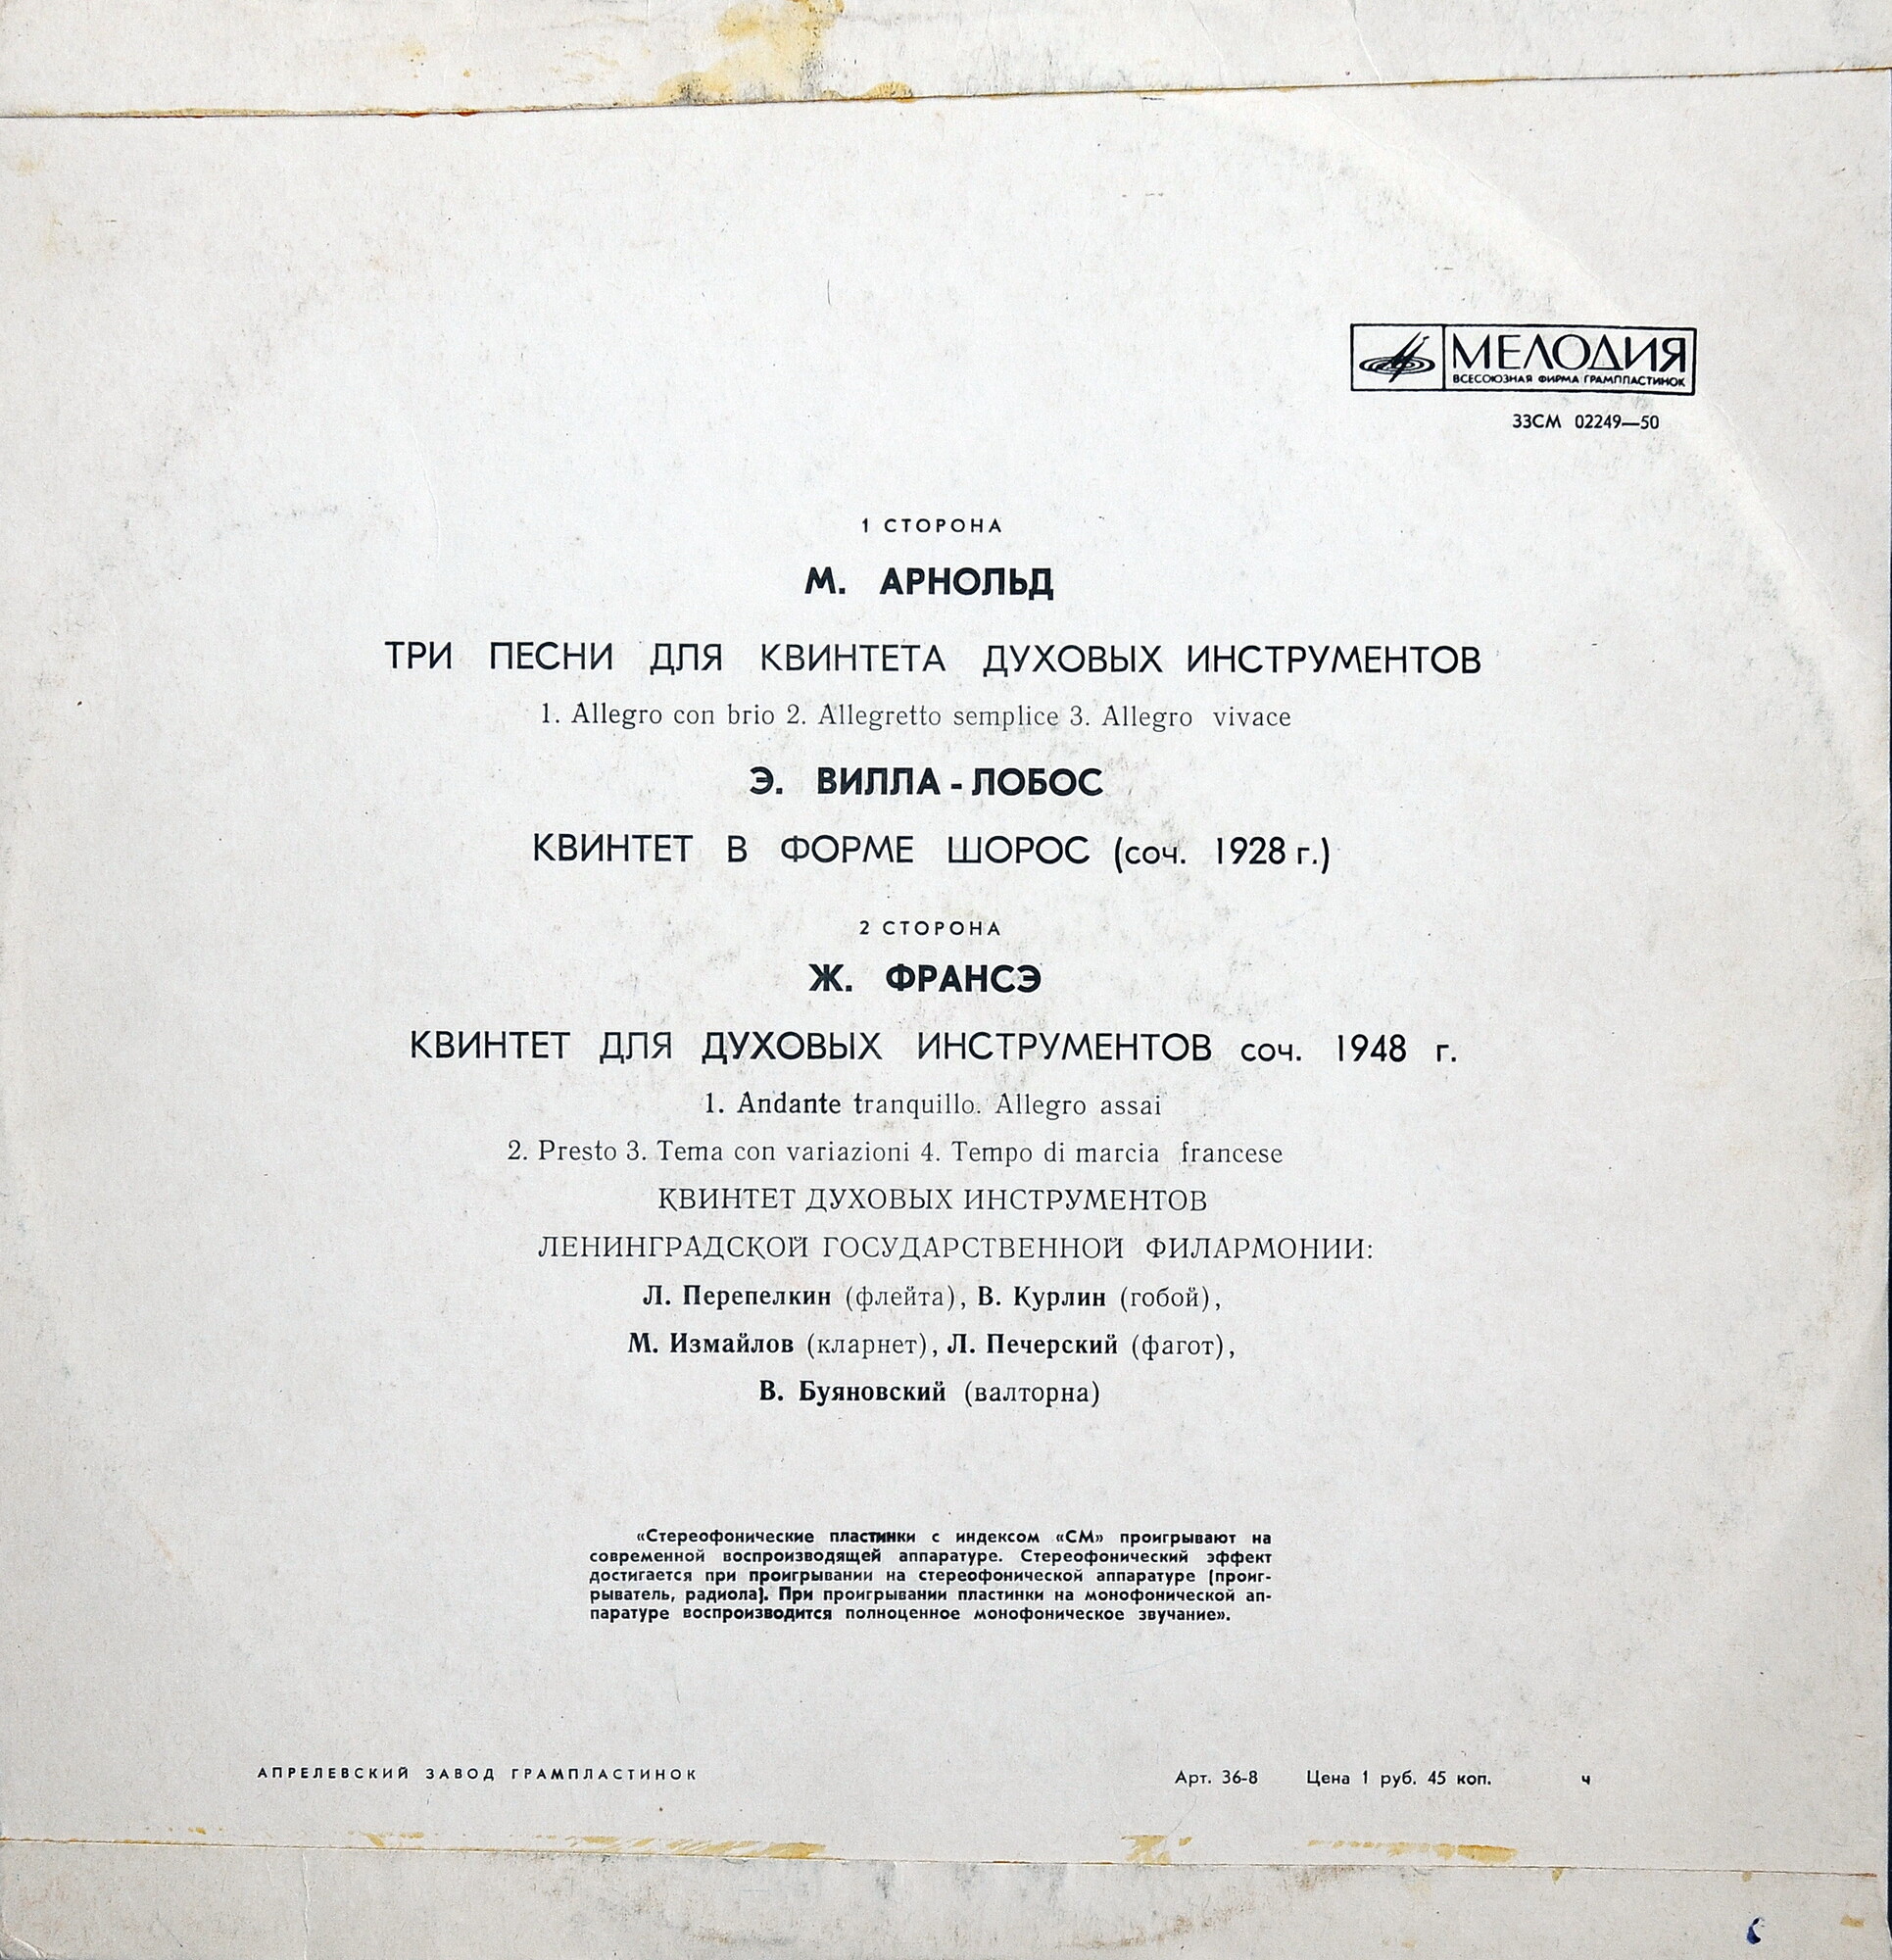 МЕЛОДИЯ
ВСЕСОЮЗНАЯ ФИРМА ГРАМПЛАСТИНОК
33СМ 02249—50
1 СТОРОНА
М. АРНОЛЬД
ТРИ ПЕСНИ ДЛЯ КВИНТЕТА ДУХОВЫХ ИНСТРУМЕНТОВ
1. Allegro con brio 2. Allegretto semplice 3. Allegro vivace
Э. ВИЛЛА-ЛОБОС
КВИНТЕТ В ФОРМЕ ШОРОС (соч. 1928 г.)
2 СТОРОНА
Ж. ФРАНСЭ
КВИНТЕТ ДЛЯ ДУХОВЫХ ИНСТРУМЕНТОВ соч. 1948 г.
1. Andante tranquillo. Allegro assai
2. Presto 3. Tema con variazioni 4. Tempo di marcia francese
КВИНТЕТ ДУХОВЫХ ИНСТРУМЕНТОВ
ЛЕНИНГРАДСКОЙ ГОСУДАРСТВЕННОЙ ФИЛАРМОНИИ:
Л. Перепелкин (флейта), В. Курлин (гобой),
М. Измайлов (кларнет), Л. Печерский (фагот),
В. Буяновский (валторна)
«Стереофонические пластинки с индексом «СМ» проигрывают на
современной воспроизводящей аппаратуре. Стереофонический эффект
достигается при проигрывании на стереофонической аппаратуре (проиг-
рыватель, радиола). При проигрывании пластинки на монофонической ап-
паратуре воспроизводится полноценное монофоническое звучание».
АПРЕЛЕВСКИЙ ЗАВОД ГРАМПЛАСТИНОК
Арт. 36-8 Цена 1 руб. 45 коп. ч